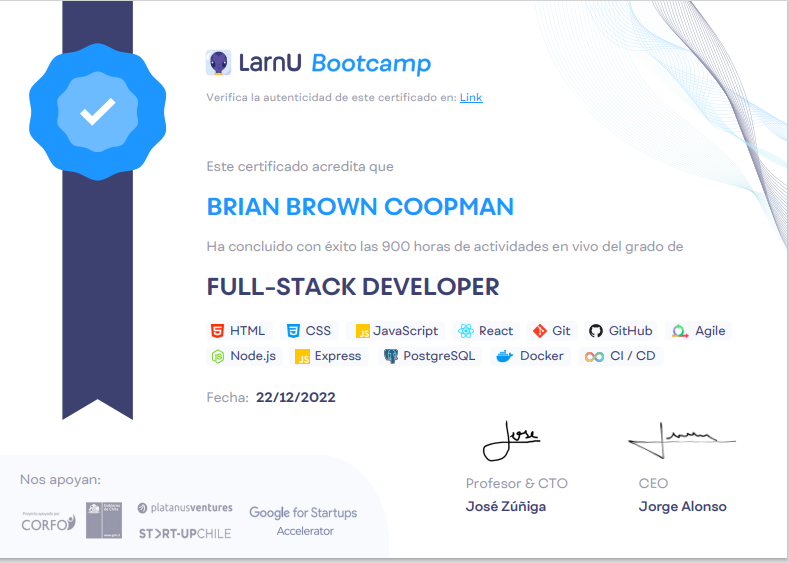 LarnU Bootcamp
Verifica la autenticidad de este certificado en: Link
Este certificado acredita que
BRIAN BROWN COOPMAN
Ha concluido con éxito las 900 horas de actividades en vivo del grado de
FULL-STACK DEVELOPER
HTML CSS JavaScript React Git GitHub Agile
Node.js Express PostgreSQL Docker CI / CD
Fecha: 22/12/2022
Jose
Profesor & CTO
José Zúñiga
CEO
Jorge Alonso
Nos apoyan:
Proyecto apoyado por
CORFO
Gobierno de Chile
platanusventures
START-UPCHILE
Google for Startups
Accelerator